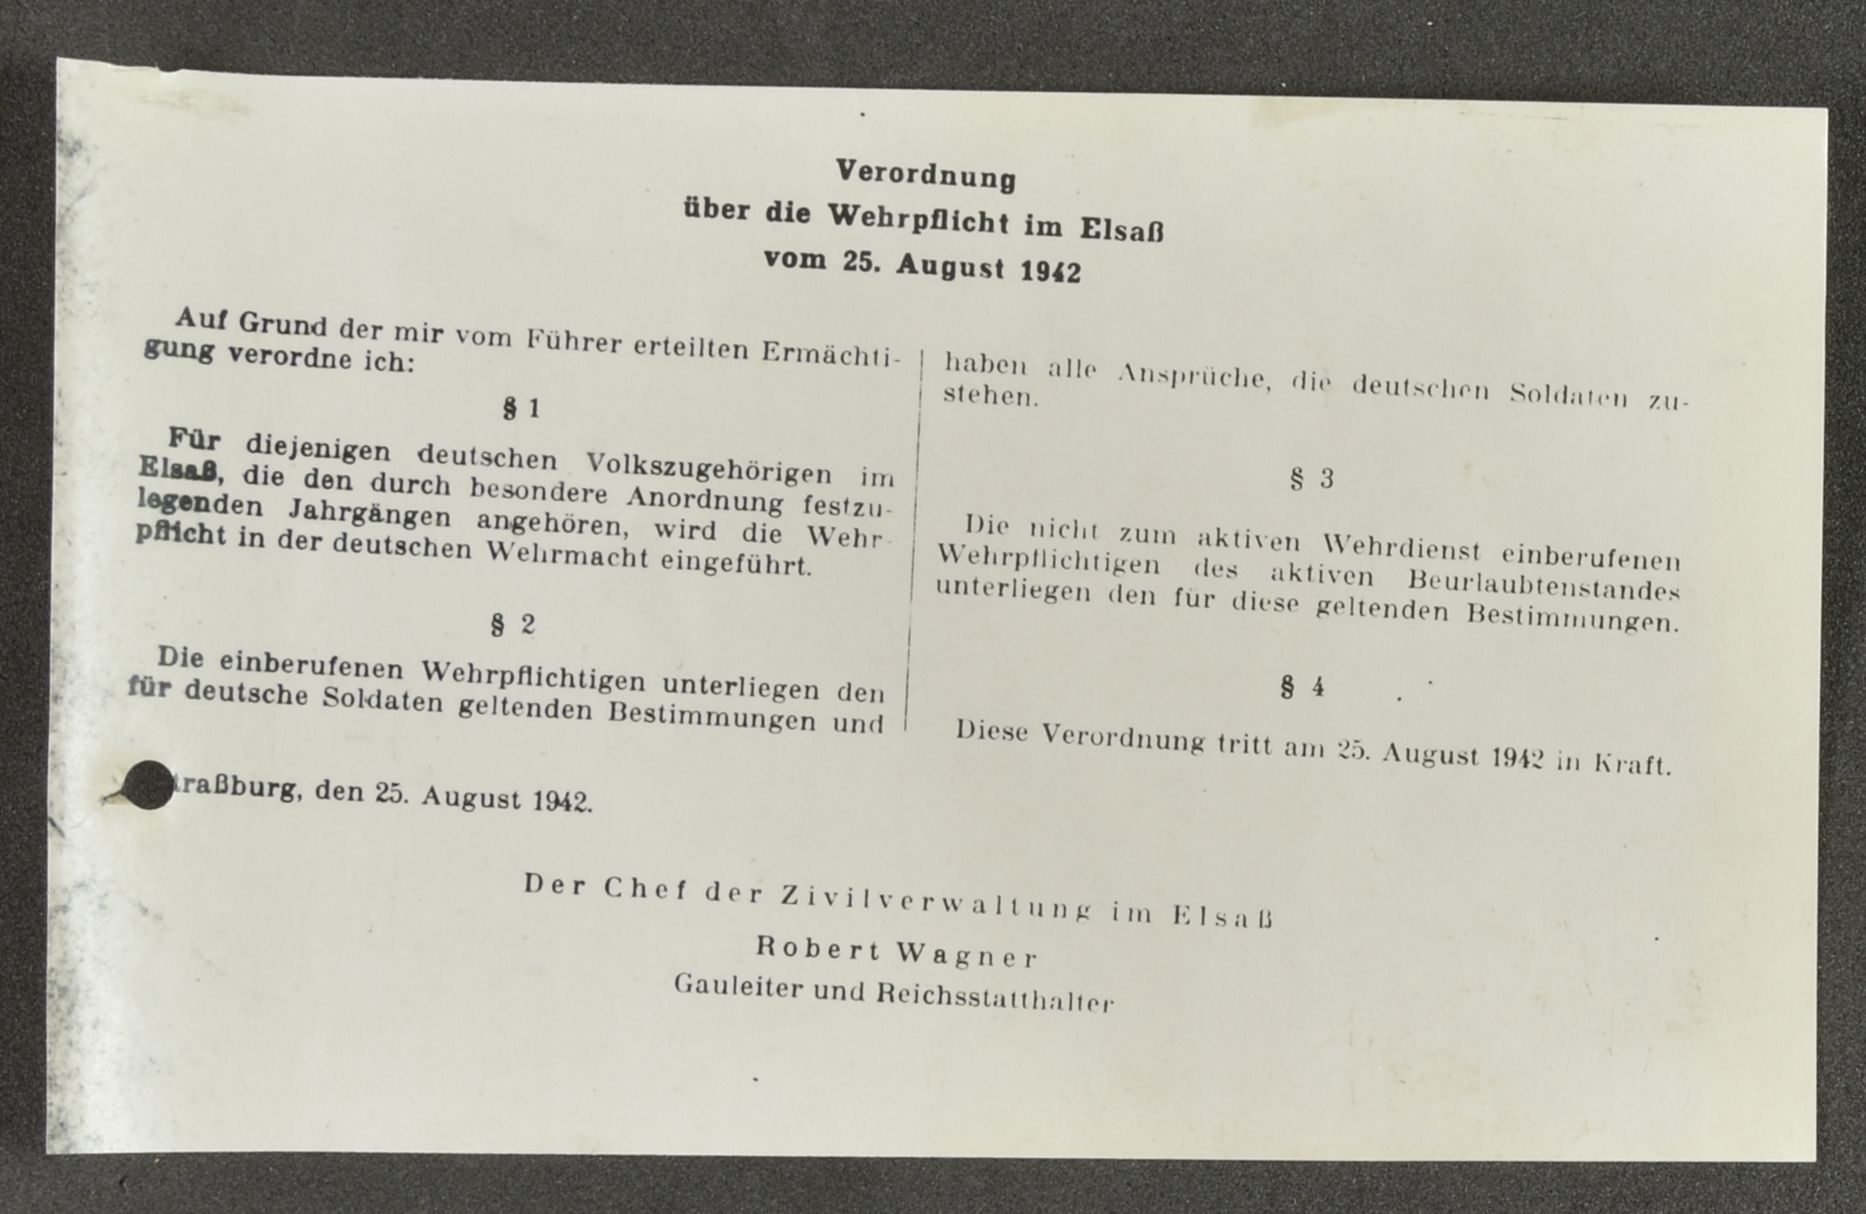 Verordnung
über die Wehrpflicht im Elsaß
vom 25. August 1942
Auf Grund der mir vom Führer erteilten Ermächti-
gung verordne ich:
§ 1
Für diejenigen deutschen Volkszugehörigen im
Elsaß, die den durch besondere Anordnung festzu-
legenden Jahrgängen angehören, wird die Wehr-
pflicht in der deutschen Wehrmacht eingeführt.
§ 2
Die einberufenen Wehrpflichtigen unterliegen den
für deutsche Soldaten geltenden Bestimmungen und
haben alle Ansprüche, die deutschen Soldaten zu-
stehen.
§ 3
Die nicht zum aktiven Wehrdienst einberufenen
Wehrpflichtigen des aktiven Beurlaubtenstandes
unterliegen den für diese geltenden Bestimmungen.
§ 4
Diese Verordnung tritt am 25. August 1942 in Kraft.
traßburg, den 25. August 1942.
Der Chef der Zivilverwaltung im Elsaß
Robert Wagner
Gauleiter und Reichsstatthalter